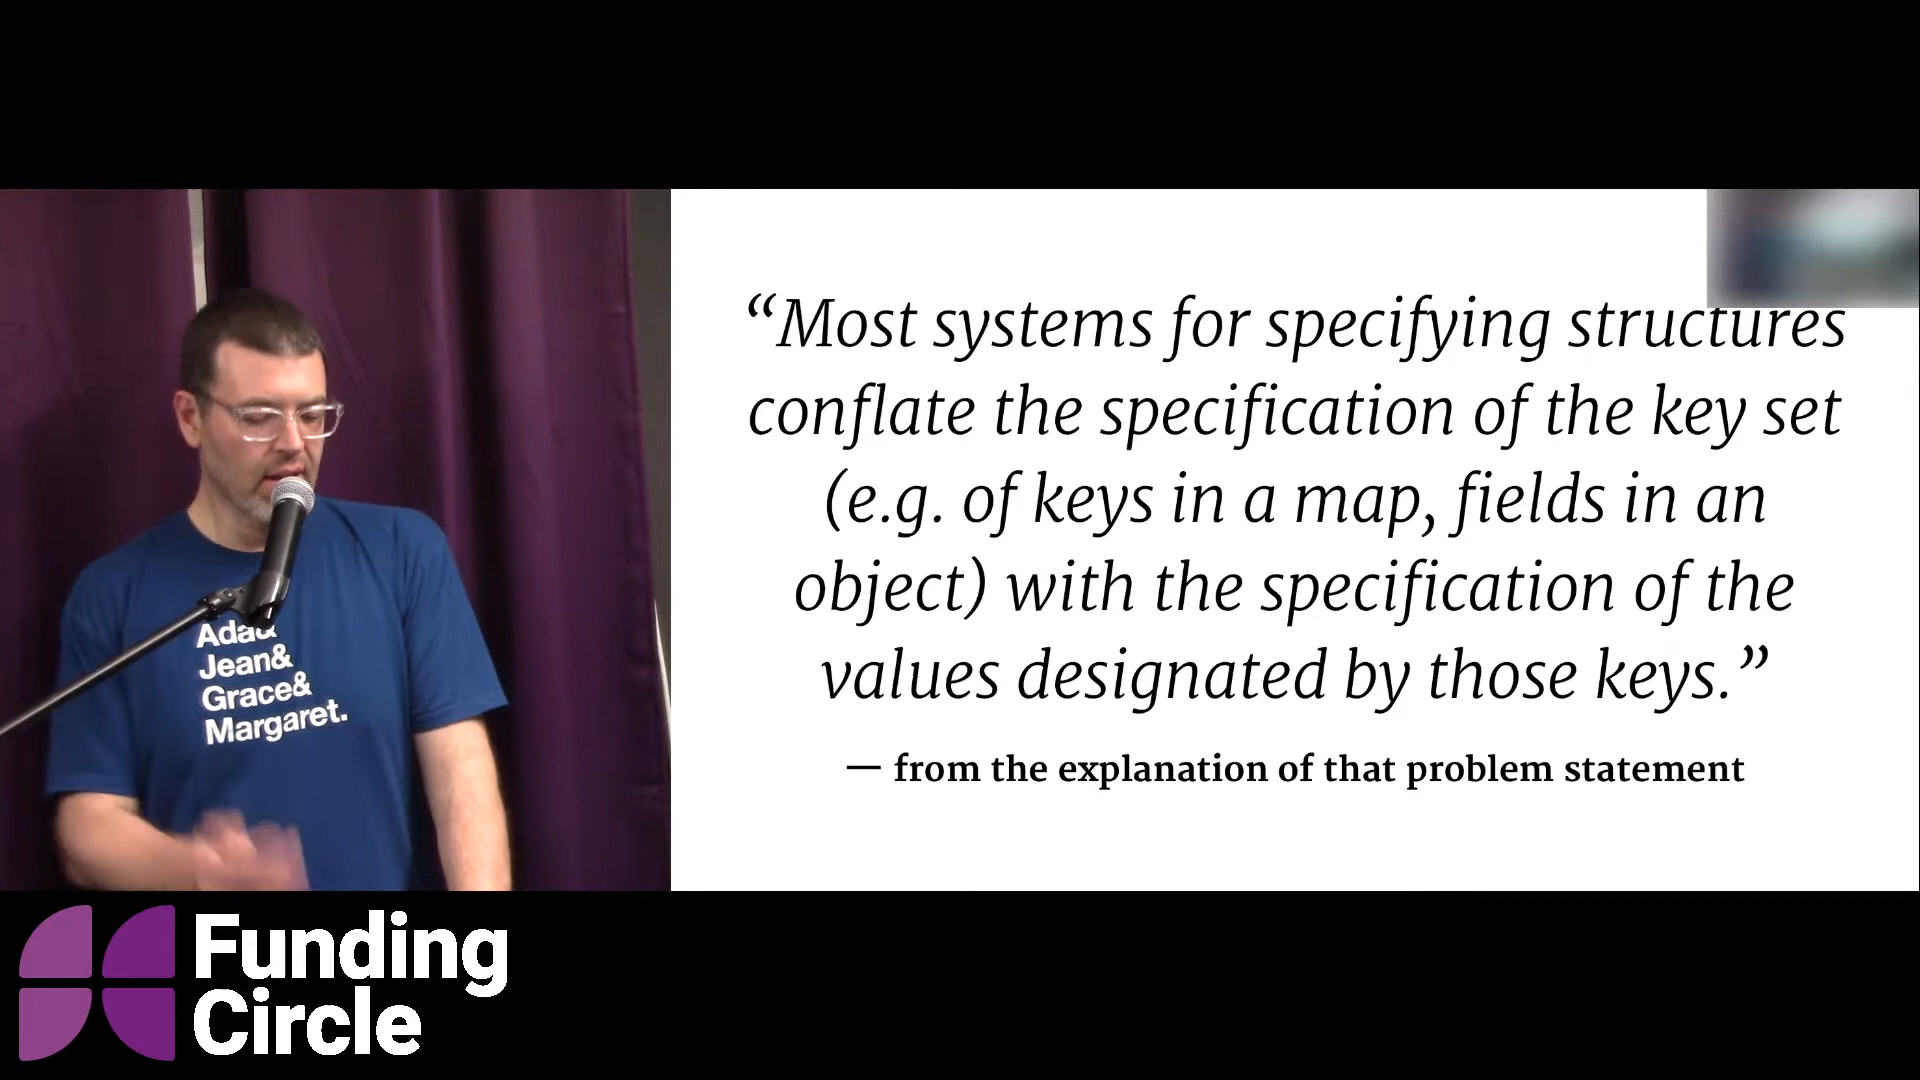 “Most systems for specifying structures
conflate the specification of the key set
(e.g. of keys in a map, fields in an
object) with the specification of the
values designated by those keys.”
— from the explanation of that problem statement
Ada&
Jean&
Grace&
Margaret.
Funding
Circle